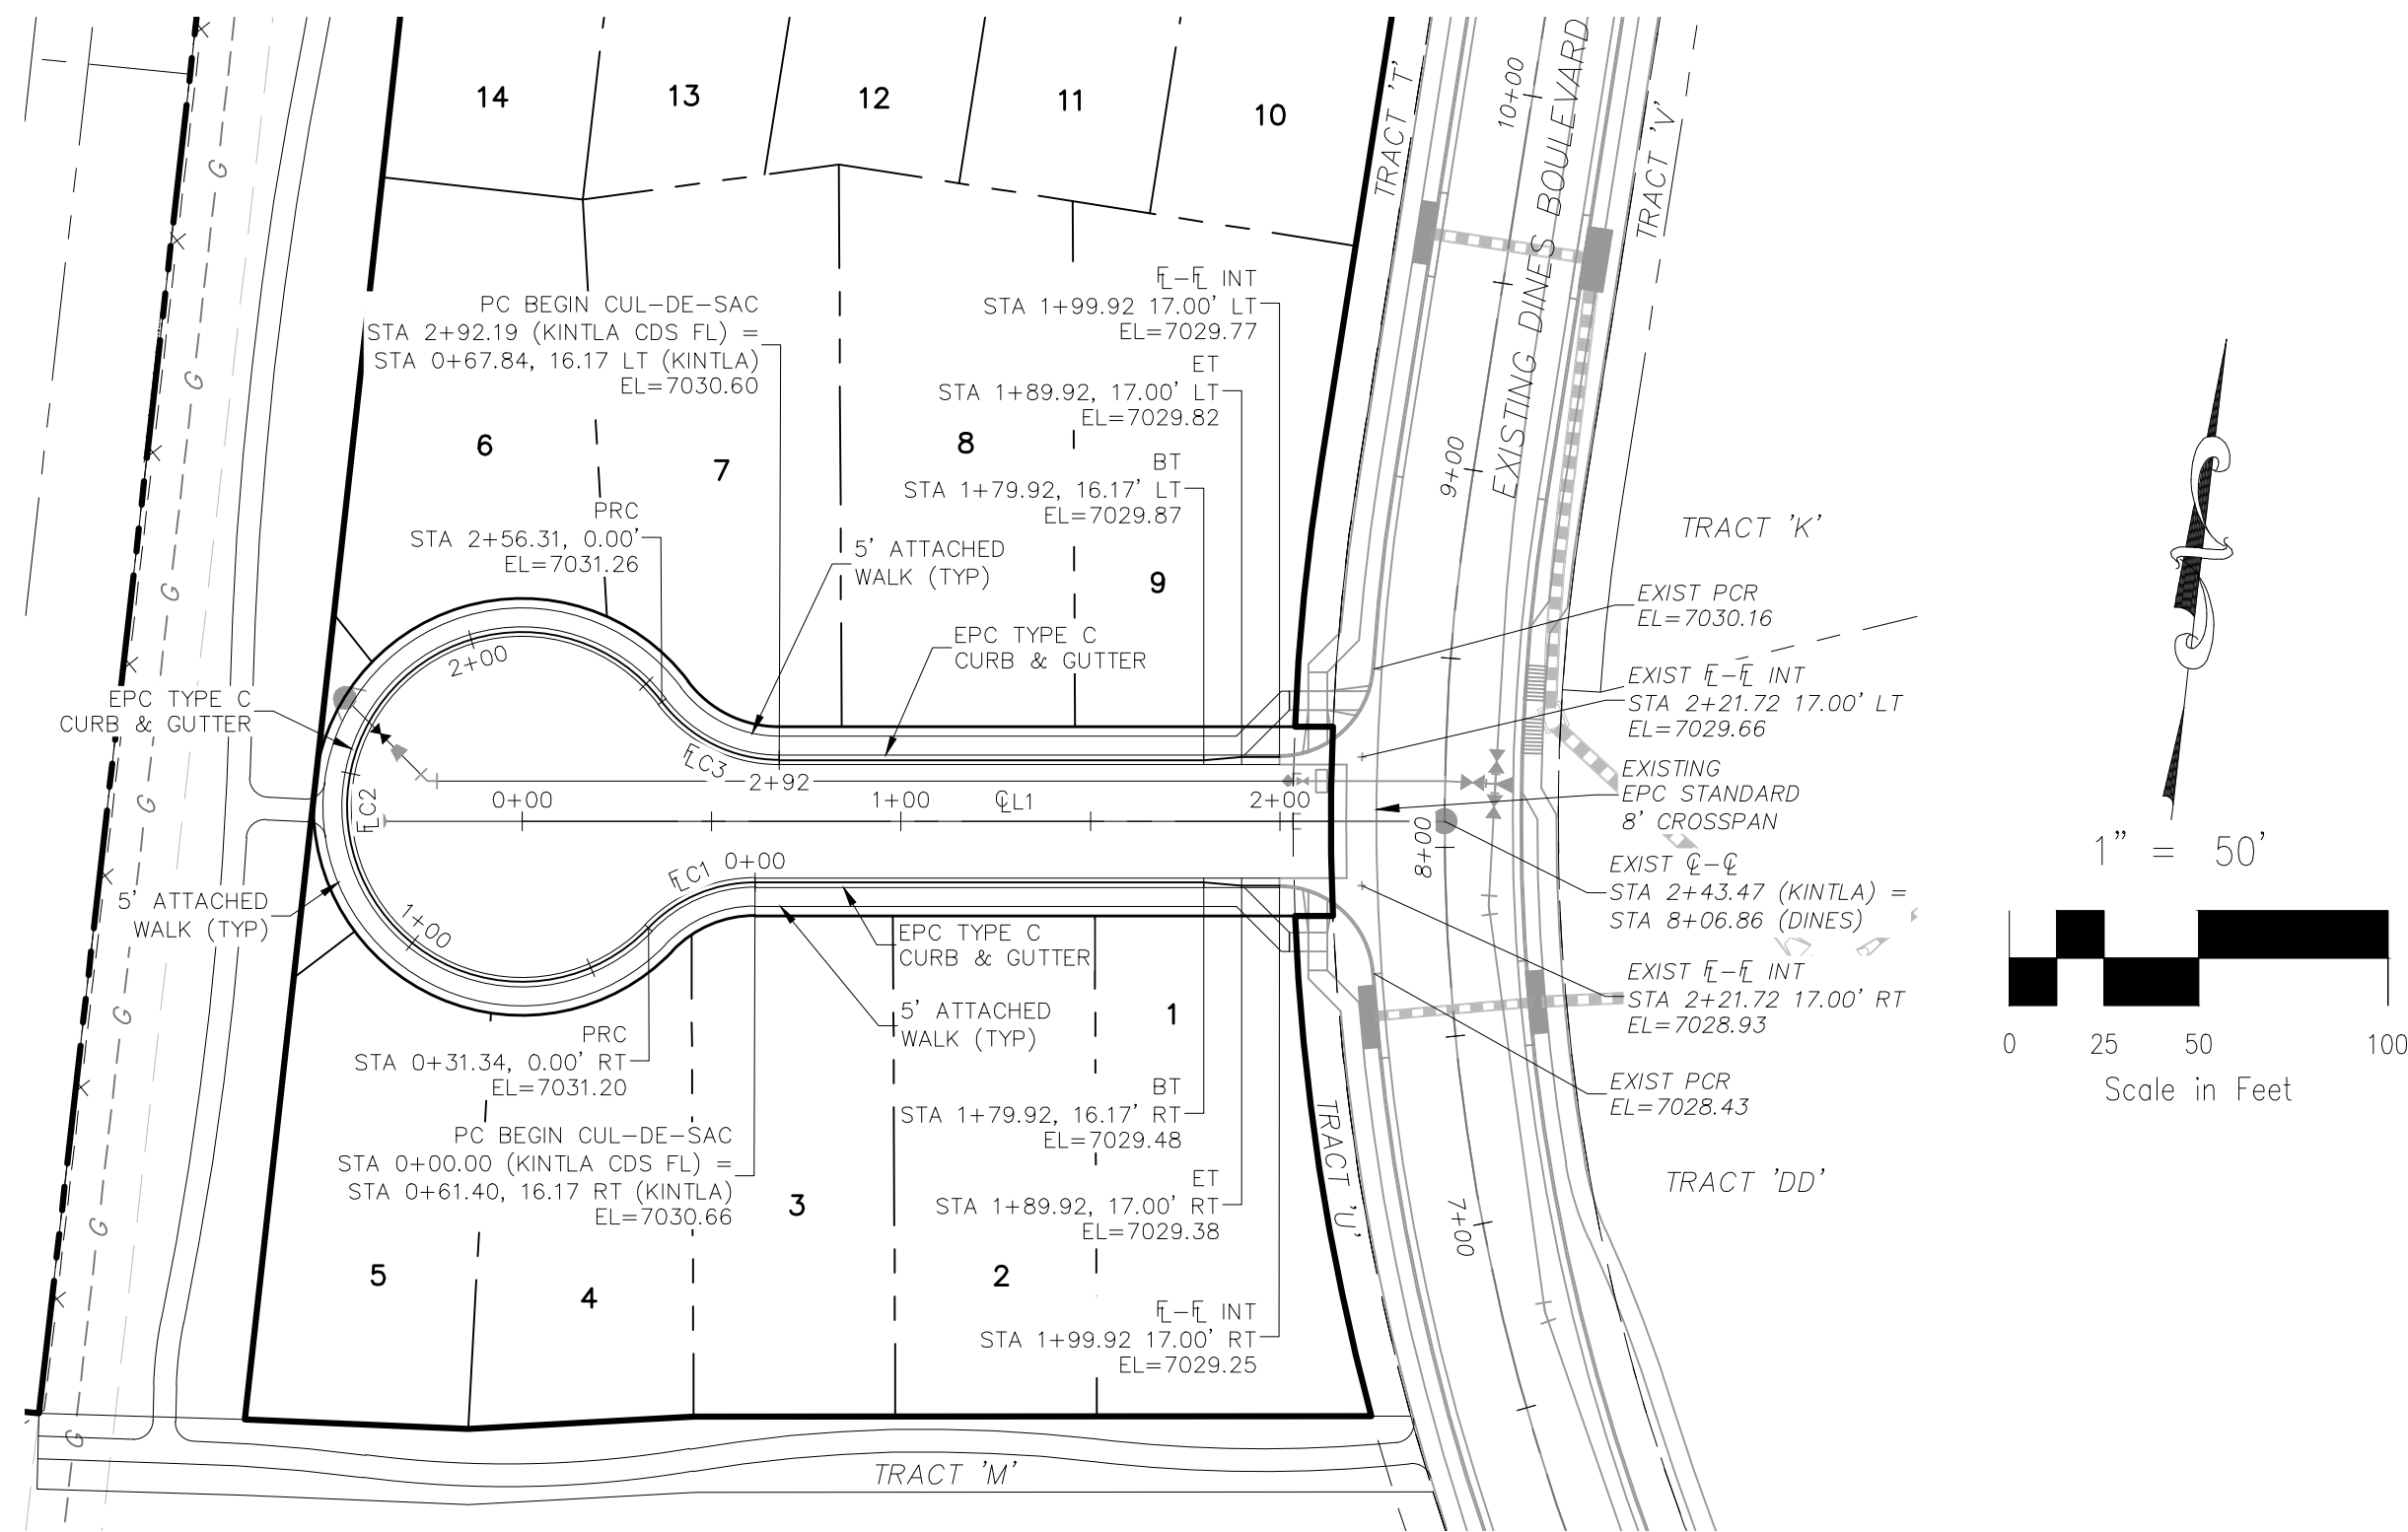 14
13
12
11
10
TRACT 'T'
10+00
EXISTING DINES BOULEVARD
TRACT 'V'
G
G
G
G
G
G
G
G
PC BEGIN CUL-DE-SAC
STA 2+92.19 (KINTLA CDS FL) =
STA 0+67.84, 16.17 LT (KINTLA)
EL=7030.60
FL-FL INT
STA 1+99.92 17.00' LT
EL=7029.77
ET
STA 1+89.92, 17.00' LT
EL=7029.82
BT
STA 1+79.92, 16.17' LT
EL=7029.87
6
7
8
9
9+00
PRC
STA 2+56.31, 0.00'
EL=7031.26
5' ATTACHED
WALK (TYP)
EPC TYPE C
CURB & GUTTER
TRACT 'K'
EXIST PCR
EL=7030.16
EXIST FL-FL INT
STA 2+21.72 17.00' LT
EL=7029.66
EXISTING
EPC STANDARD
8' CROSSPAN
EXIST CL-CL
STA 2+43.47 (KINTLA) =
STA 8+06.86 (DINES)
EXIST FL-FL INT
STA 2+21.72 17.00' RT
EL=7028.93
EXIST PCR
EL=7028.43
TRACT 'DD'
EPC TYPE C
CURB & GUTTER
2+00
FLC3
2+92
FLC2
0+00
1+00
CLL1
2+00
8+00
FLC1
0+00
1+00
5' ATTACHED
WALK (TYP)
EPC TYPE C
CURB & GUTTER
5' ATTACHED
WALK (TYP)
1
PRC
STA 0+31.34, 0.00' RT
EL=7031.20
PC BEGIN CUL-DE-SAC
STA 0+00.00 (KINTLA CDS FL) =
STA 0+61.40, 16.17 RT (KINTLA)
EL=7030.66
BT
STA 1+79.92, 16.17' RT
EL=7029.48
ET
STA 1+89.92, 17.00' RT
EL=7029.38
FL-FL INT
STA 1+99.92 17.00' RT
EL=7029.25
TRACT 'U'
7+00
5
4
3
2
TRACT 'M'
1" = 50'
0 25 50 100
Scale in Feet